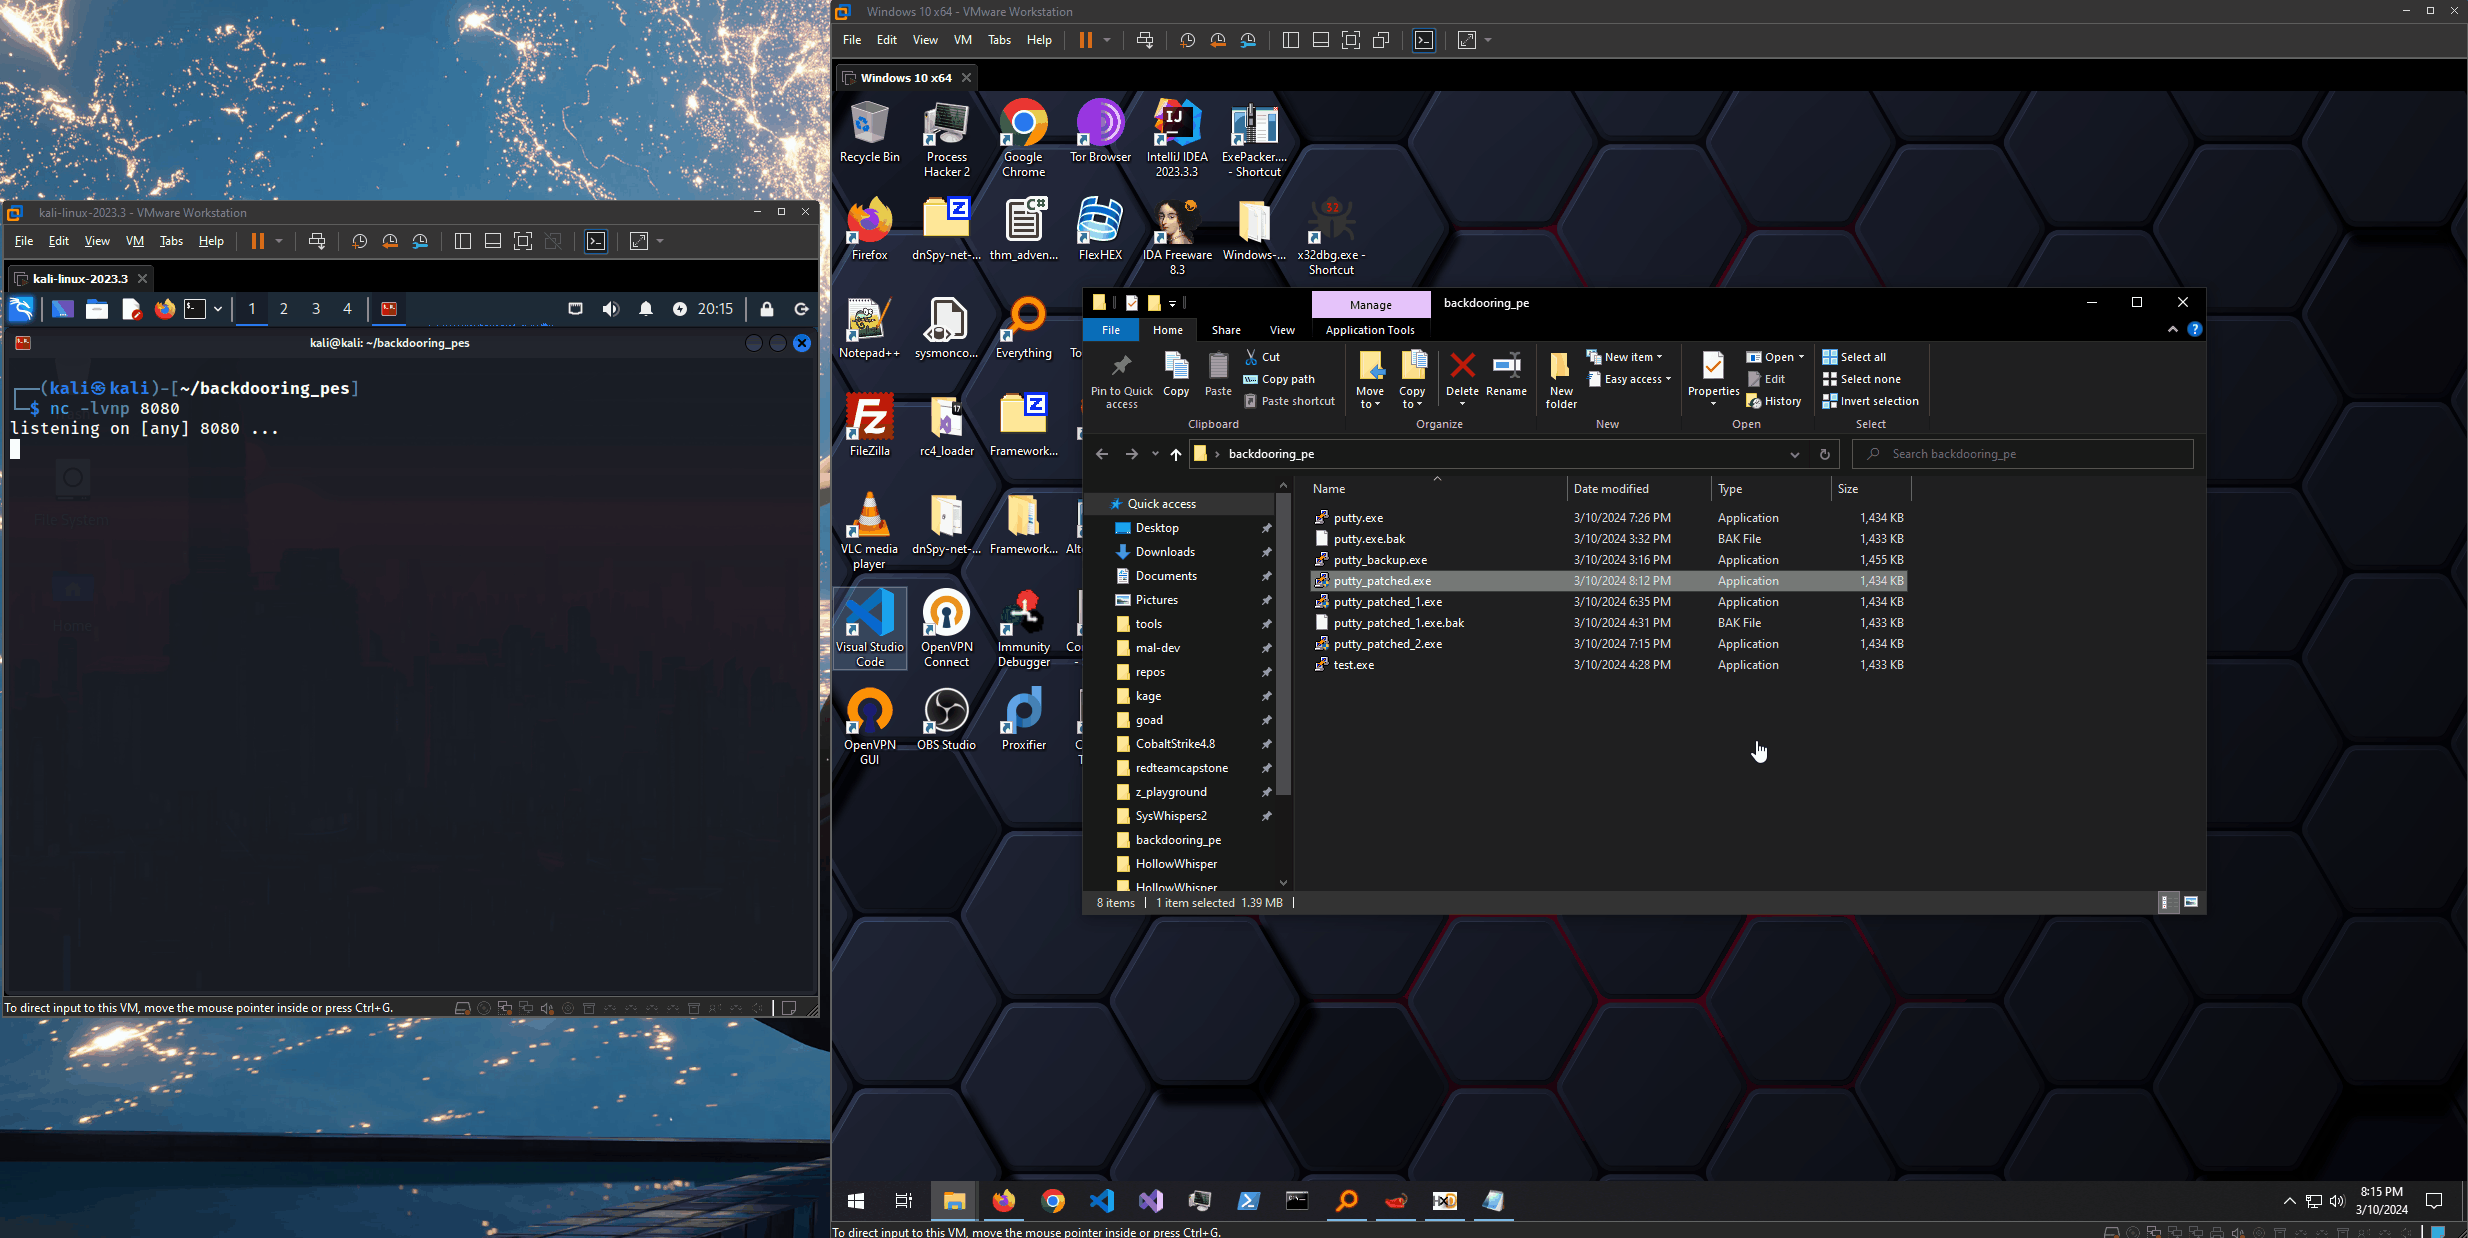 kali-linux-2023.3 - VMware Workstation
File Edit View VM Tabs Help
kali-linux-2023.3
1 2 3 4 20:15
kali@kali: ~/backdooring_pes
┌──(kali㉿kali)-[~/backdooring_pes]
└─$ nc -lvnp 8080
listening on [any] 8080 ...
File System
Home
To direct input to this VM, move the mouse pointer inside or press Ctrl+G.
Windows 10 x64 - VMware Workstation
File Edit View VM Tabs Help
Windows 10 x64
Recycle Bin
Process
Hacker 2
Google
Chrome
Tor Browser
IntelliJ IDEA
2023.3.3
ExePacker....
- Shortcut
Firefox
dnSpy-net-...
thm_adven...
FlexHEX
IDA Freeware
8.3
Windows-...
x32dbg.exe -
Shortcut
Notepad++
sysmonco...
Everything
To
FileZilla
rc4_loader
Framework...
VLC media
player
dnSpy-net-...
Framework...
Alt
Visual Studio
Code
OpenVPN
Connect
Immunity
Debugger
Co
-
OpenVPN
GUI
OBS Studio
Proxifier
C
T
Manage
backdooring_pe
File Home Share View Application Tools
Pin to Quick
access
Copy
Paste
Cut
Copy path
Paste shortcut
Clipboard
Move
to
Copy
to
Delete
Rename
Organize
New
folder
New item
Easy access
New
Properties
Open
Edit
History
Open
Select all
Select none
Invert selection
Select
backdooring_pe
Search backdooring_pe
Quick access
Desktop
Downloads
Documents
Pictures
tools
mal-dev
repos
kage
goad
CobaltStrike4.8
redteamcapstone
z_playground
SysWhispers2
backdooring_pe
HollowWhisper
HollowWhisper
Name Date modified Type Size
putty.exe 3/10/2024 7:26 PM Application 1,434 KB
putty.exe.bak 3/10/2024 3:32 PM BAK File 1,433 KB
putty_backup.exe 3/10/2024 3:16 PM Application 1,455 KB
putty_patched.exe 3/10/2024 8:12 PM Application 1,434 KB
putty_patched_1.exe 3/10/2024 6:35 PM Application 1,434 KB
putty_patched_1.exe.bak 3/10/2024 4:31 PM BAK File 1,433 KB
putty_patched_2.exe 3/10/2024 7:15 PM Application 1,434 KB
test.exe 3/10/2024 4:28 PM Application 1,433 KB
8 items 1 item selected 1.39 MB
8:15 PM
3/10/2024
To direct input to this VM, move the mouse pointer inside or press Ctrl+G.